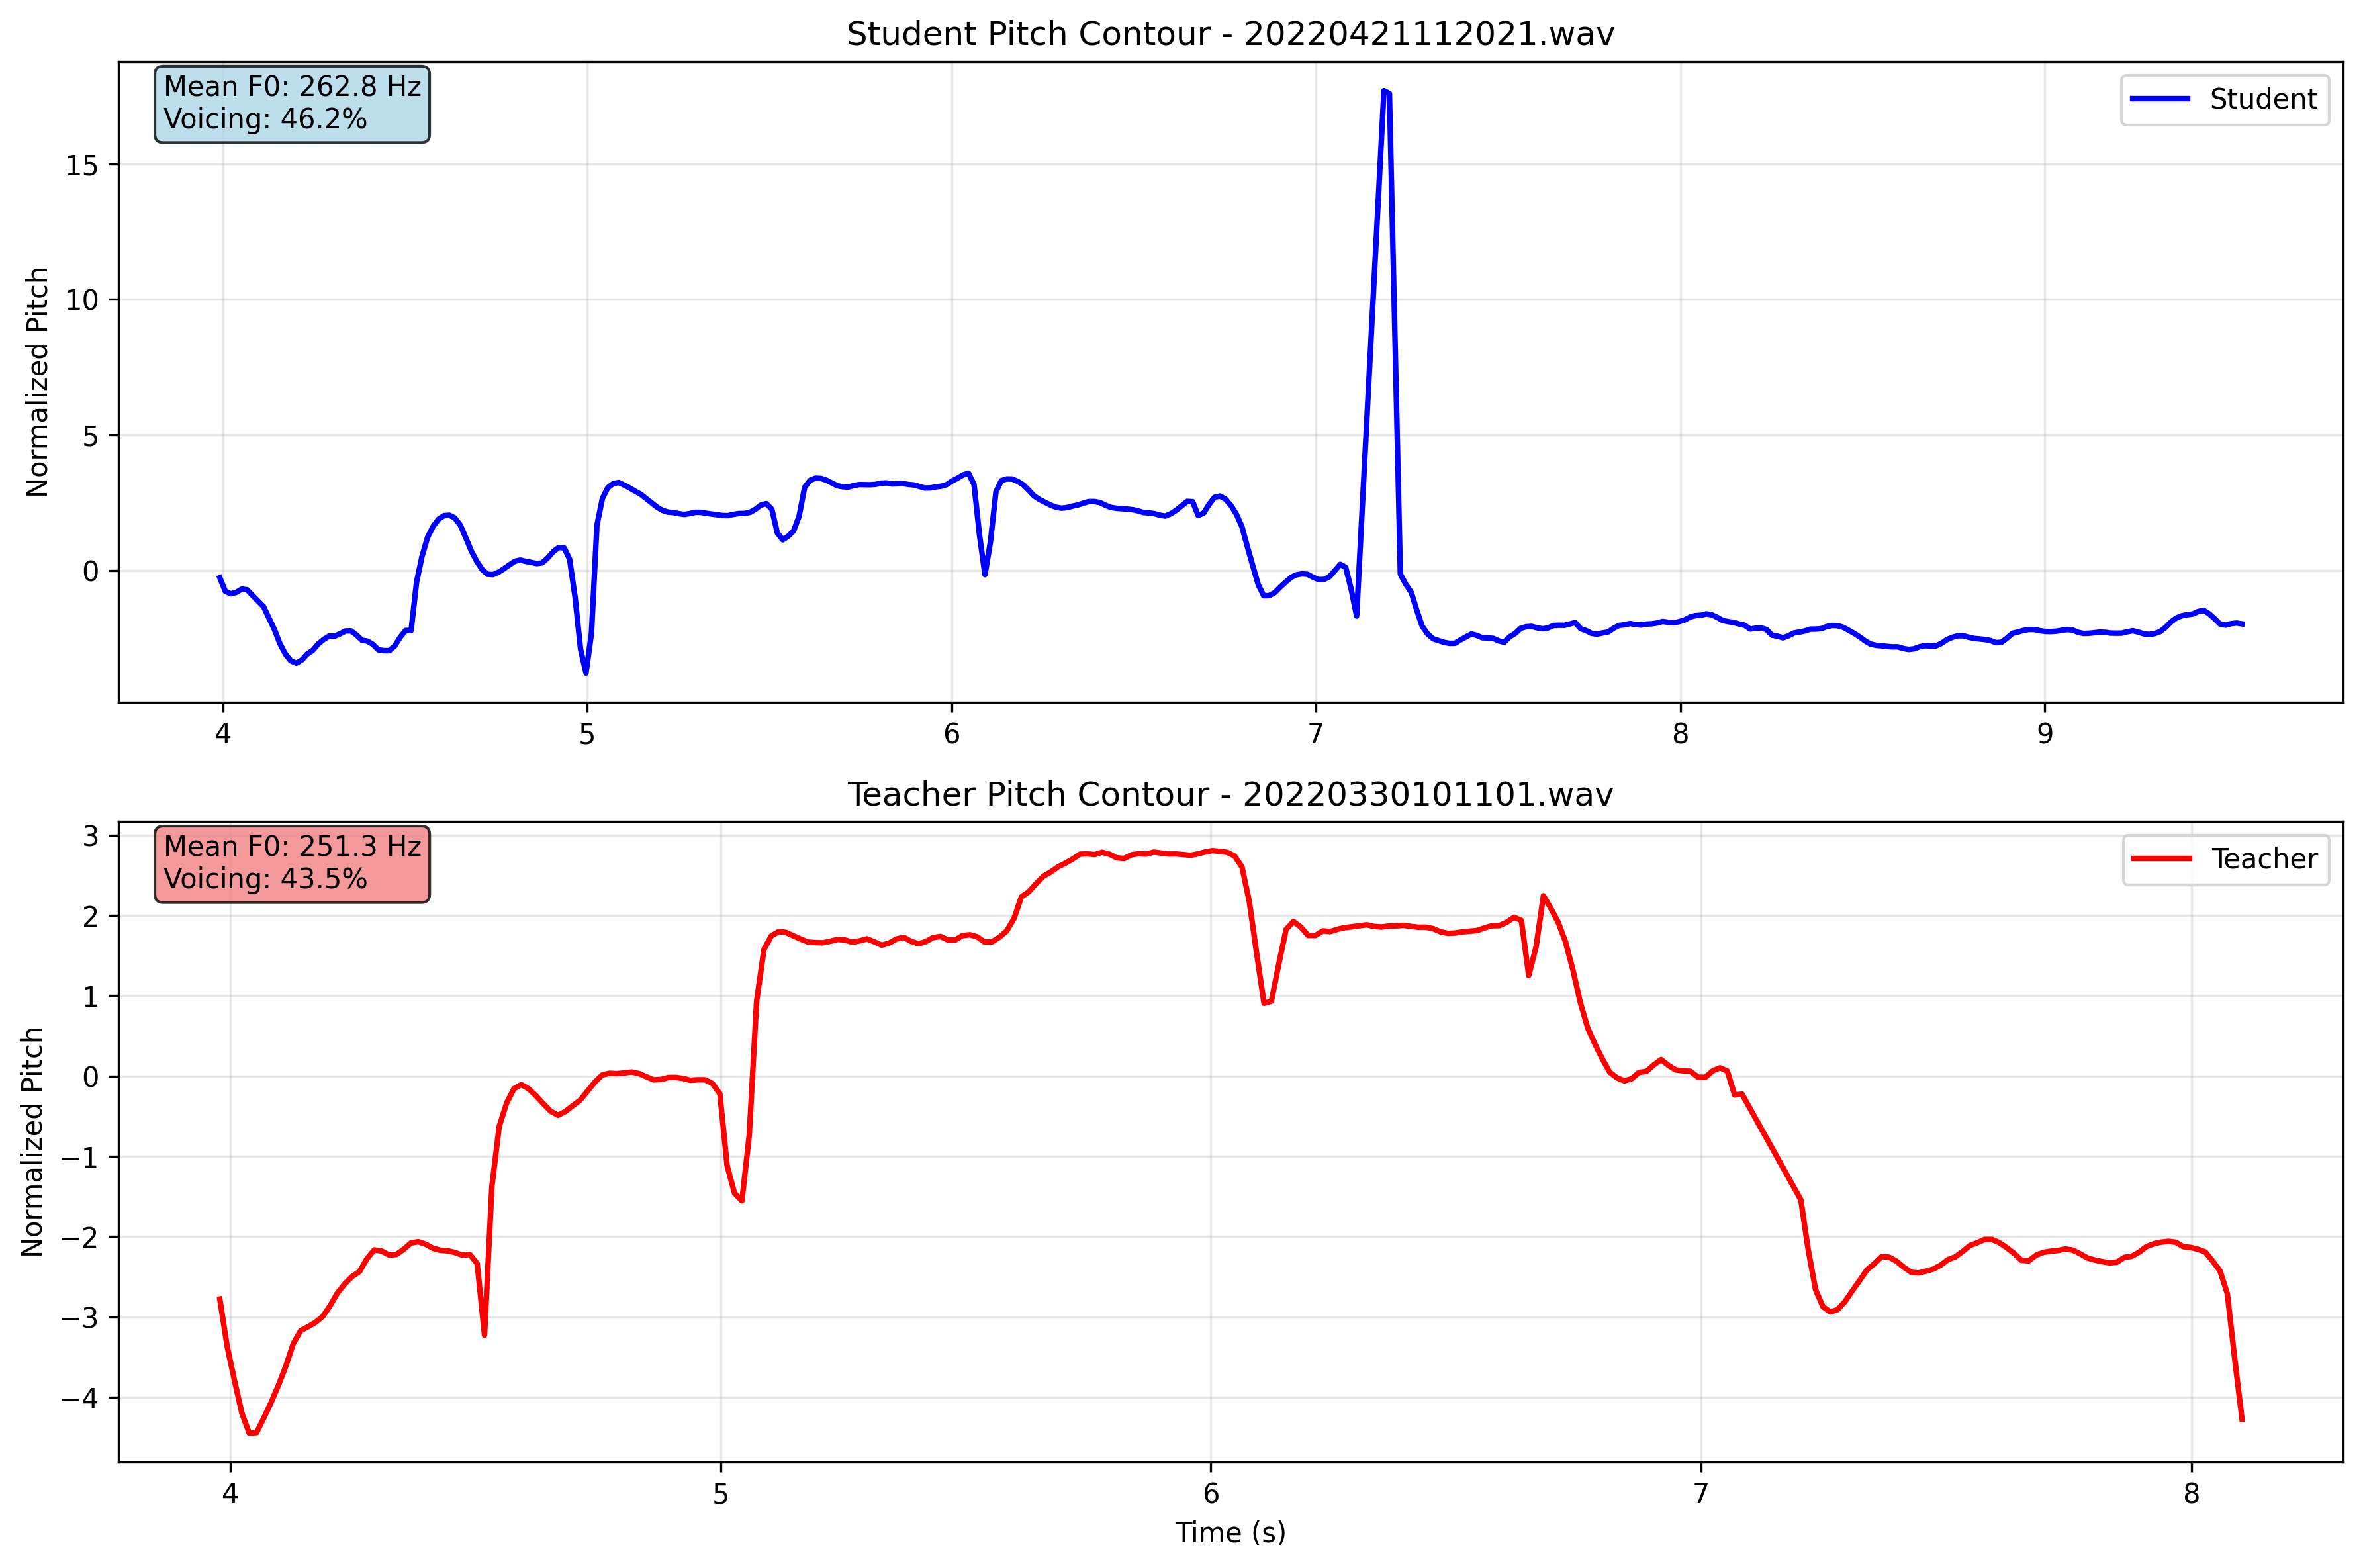 Student Pitch Contour - 20220421112021.wav
Mean F0: 262.8 Hz
Voicing: 46.2%
Student
Normalized Pitch
15
10
5
0
4 5 6 7 8 9
Teacher Pitch Contour - 20220330101101.wav
Mean F0: 251.3 Hz
Voicing: 43.5%
Teacher
Normalized Pitch
3
2
1
0
−1
−2
−3
−4
4 5 6 7 8
Time (s)